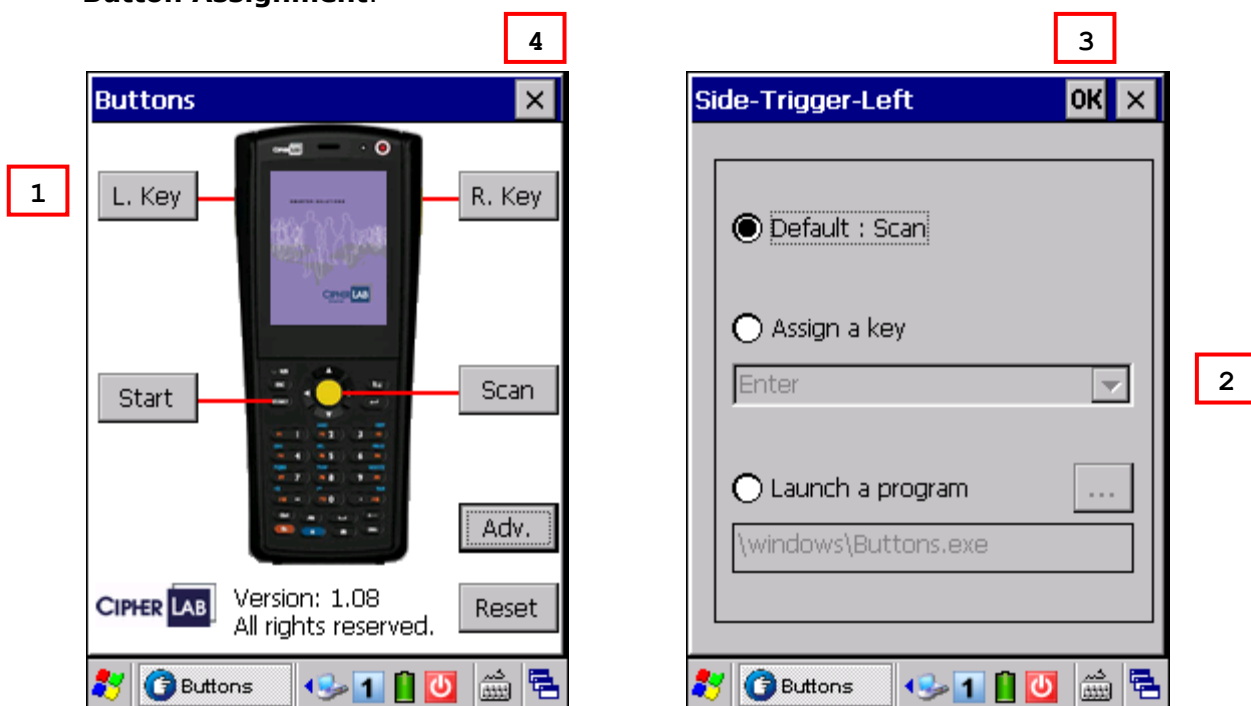 Button Assignment.
4
3
Buttons
×
1
L. Key
R. Key
CIPHER LAB
Start
Scan
Adv.
CIPHER LAB
Version: 1.08
All rights reserved.
Reset
Buttons
1
Side-Trigger-Left
OK ×
Default : Scan
Assign a key
Enter
2
Launch a program
...
\windows\Buttons.exe
Buttons
1